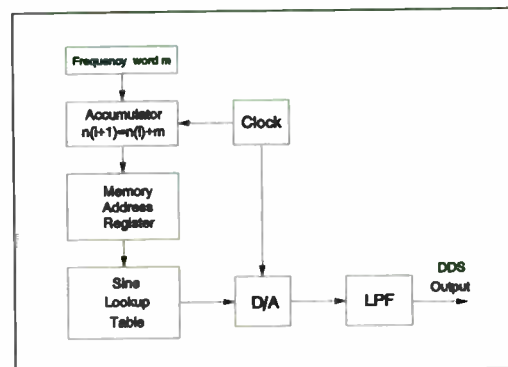 Frequency word m
Accumulator
n(i+1)=n(i)+m
Clock
Memory
Address
Register
Sine
Lookup
Table
D/A
LPF
DDS
Output